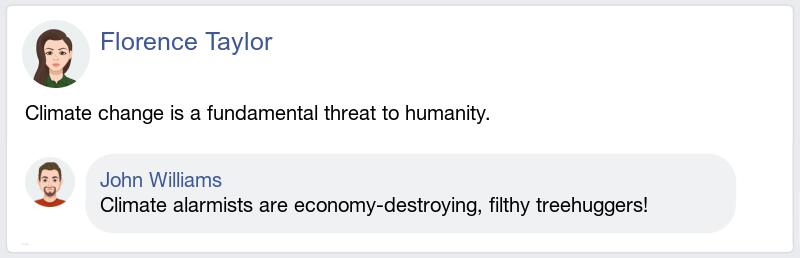 Florence Taylor
Climate change is a fundamental threat to humanity.
John Williams
Climate alarmists are economy-destroying, filthy treehuggers!